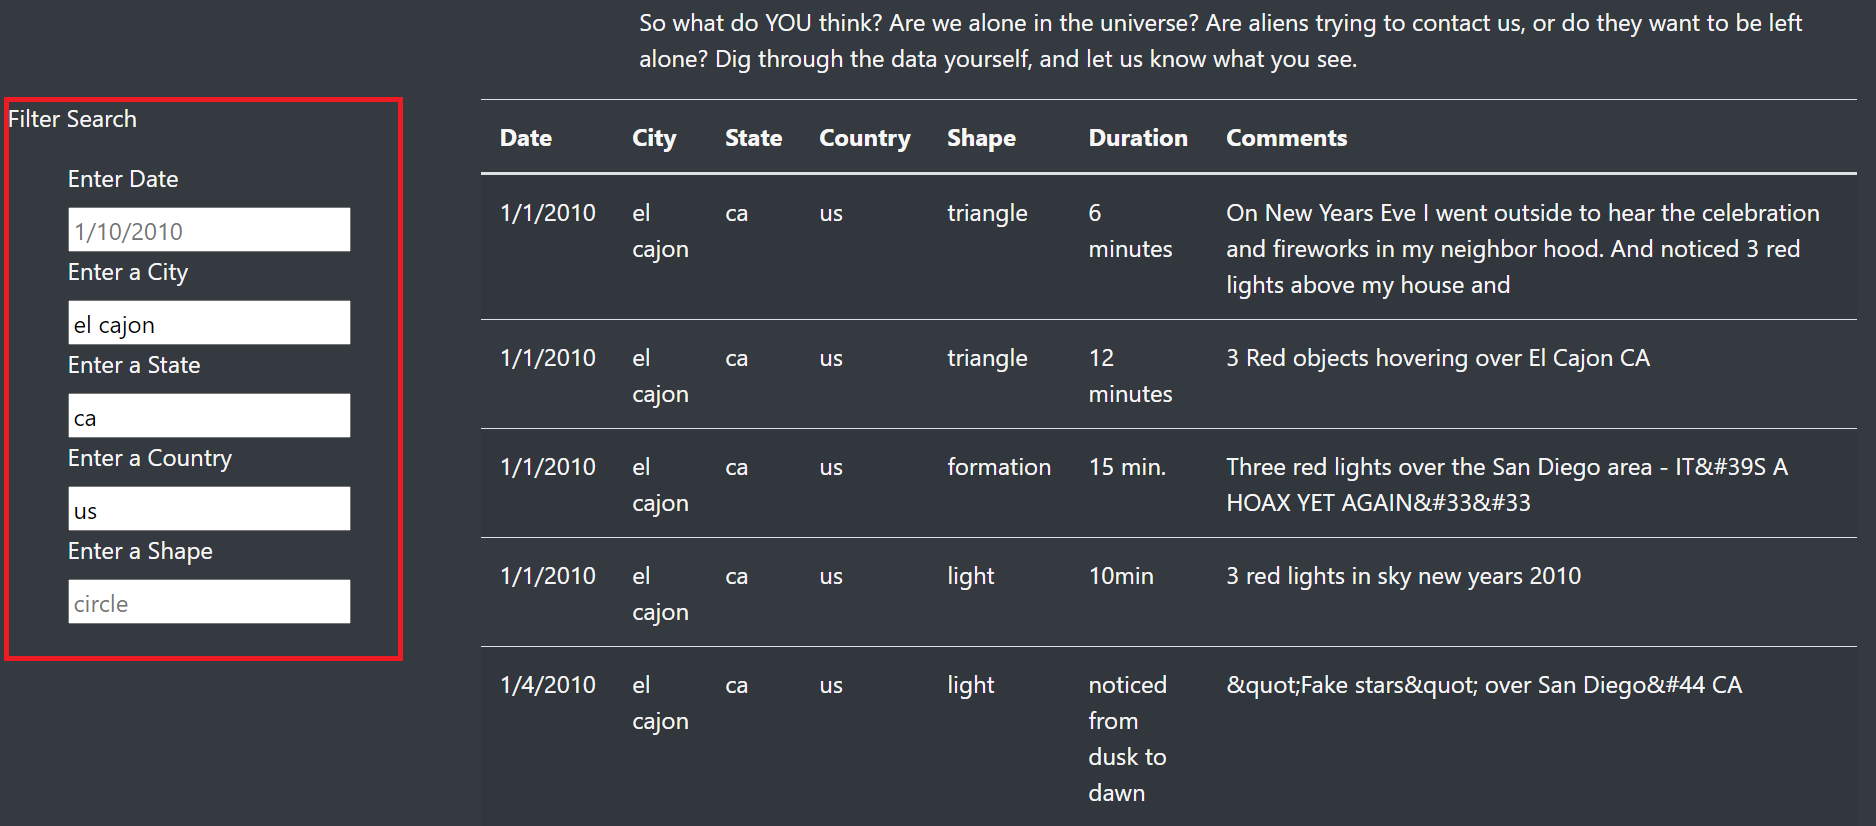 So what do YOU think? Are we alone in the universe? Are aliens trying to contact us, or do they want to be left
alone? Dig through the data yourself, and let us know what you see.
Filter Search
Enter Date
1/10/2010
Enter a City
el cajon
Enter a State
ca
Enter a Country
us
Enter a Shape
circle
Date City State Country Shape Duration Comments
1/1/2010 el ca us triangle 6 On New Years Eve I went outside to hear the celebration
cajon minutes and fireworks in my neighbor hood. And noticed 3 red
lights above my house and
1/1/2010 el ca us triangle 12 3 Red objects hovering over El Cajon CA
cajon minutes
1/1/2010 el ca us formation 15 min. Three red lights over the San Diego area - IT&#39S A
cajon HOAX YET AGAIN&#33&#33
1/1/2010 el ca us light 10min 3 red lights in sky new years 2010
cajon
1/4/2010 el ca us light noticed &quot;Fake stars&quot; over San Diego&#44 CA
cajon from
dusk to
dawn